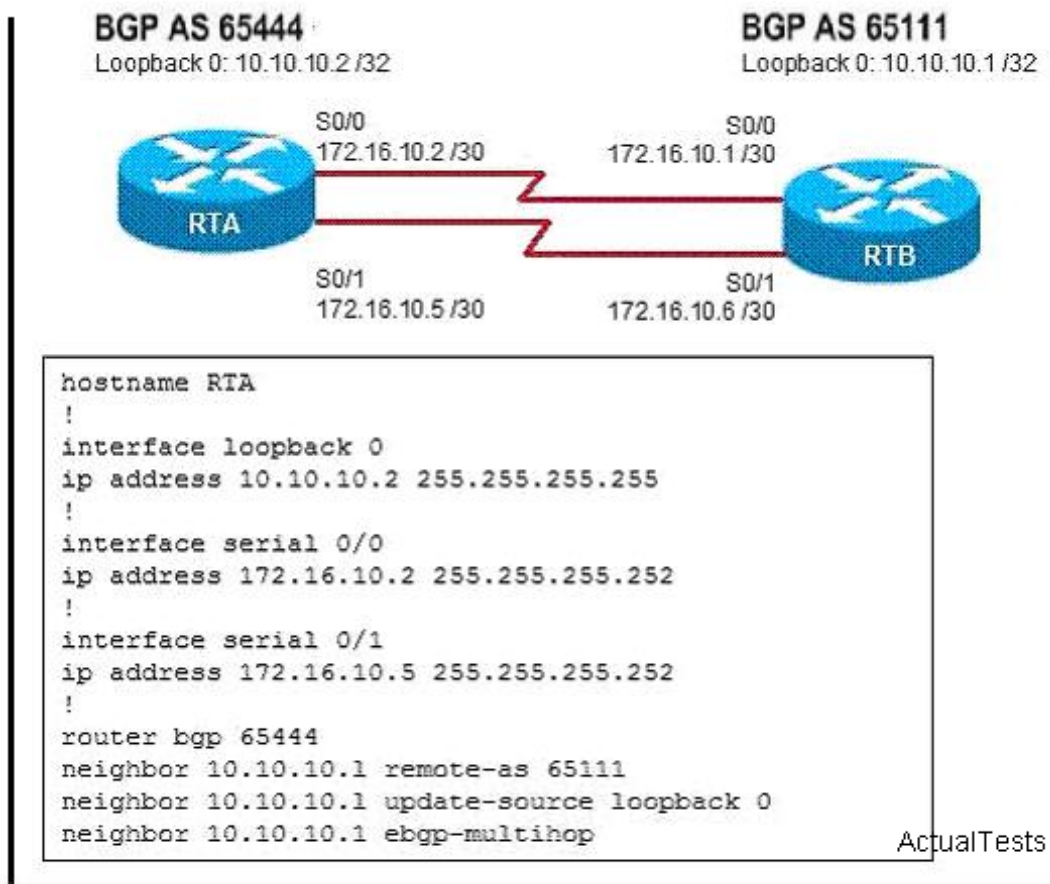 BGP AS 65444
Loopback 0: 10.10.10.2 /32
BGP AS 65111
Loopback 0: 10.10.10.1 /32
S0/0
172.16.10.2 /30
S0/0
172.16.10.1 /30
RTA
RTB
S0/1
172.16.10.5 /30
S0/1
172.16.10.6 /30
hostname RTA
!
interface loopback 0
ip address 10.10.10.2 255.255.255.255
!
interface serial 0/0
ip address 172.16.10.2 255.255.255.252
!
interface serial 0/1
ip address 172.16.10.5 255.255.255.252
!
router bgp 65444
neighbor 10.10.10.1 remote-as 65111
neighbor 10.10.10.1 update-source loopback 0
neighbor 10.10.10.1 ebgp-multihop
ActualTests